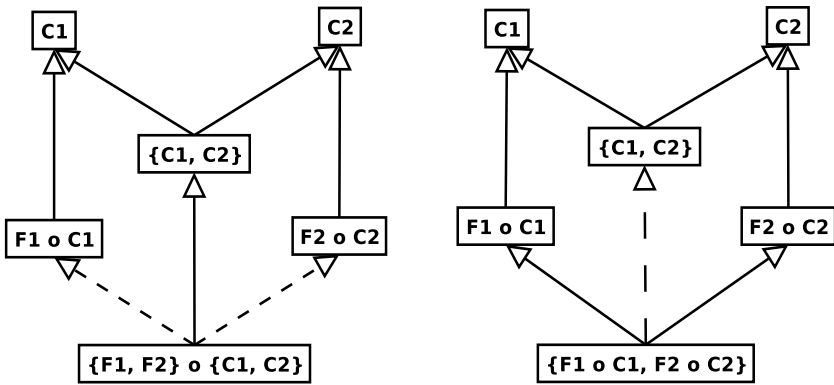 C1
C2
{C1, C2}
F1 o C1
F2 o C2
{F1, F2} o {C1, C2}
C1
C2
{C1, C2}
F1 o C1
F2 o C2
{F1 o C1, F2 o C2}